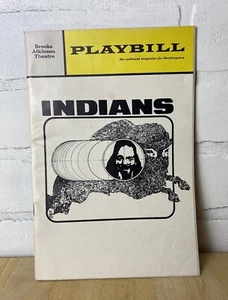 Brooks
Atkinson
Theatre
PLAYBILL
the national magazine for theatregoers
INDIANS